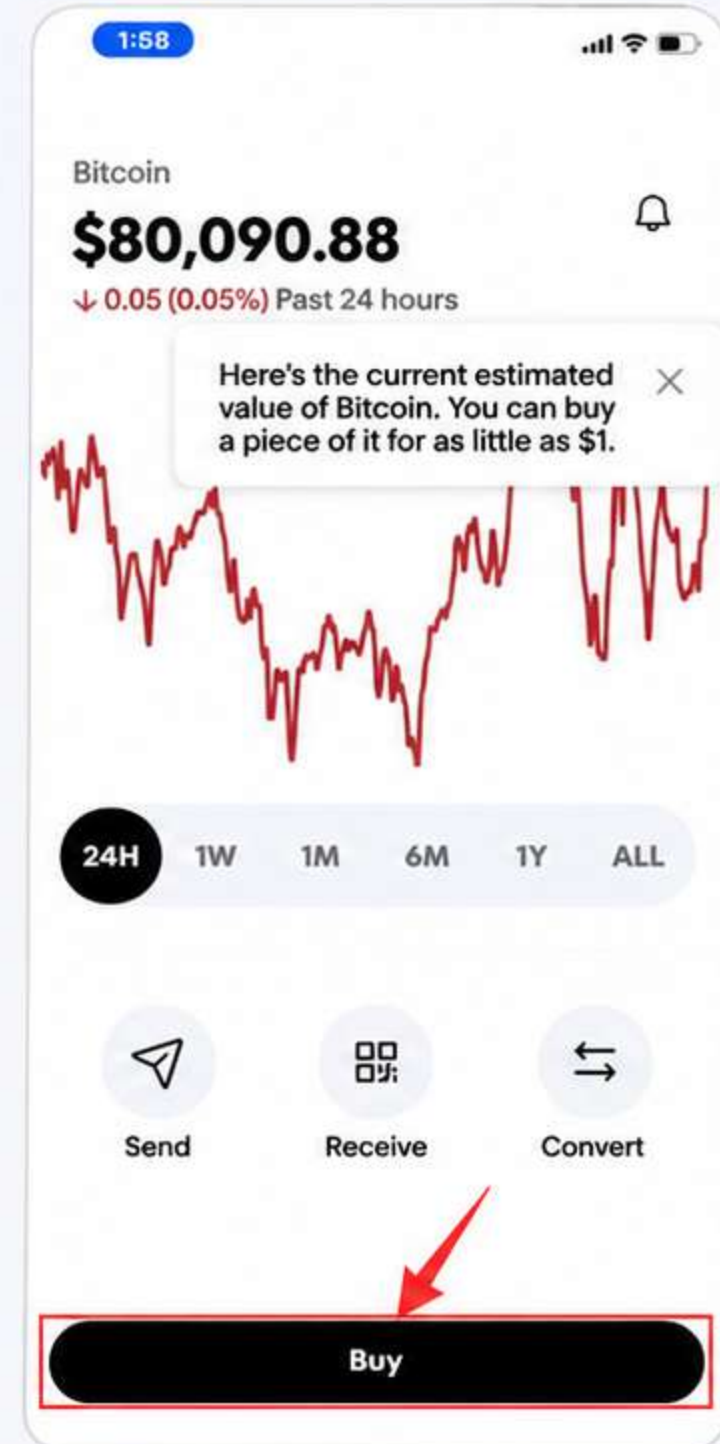 1:58
Bitcoin
$80,090.88
↓ 0.05 (0.05%) Past 24 hours
Here's the current estimated
value of Bitcoin. You can buy
a piece of it for as little as $1.
24H 1W 1M 6M 1Y ALL
Send Receive Convert
Buy